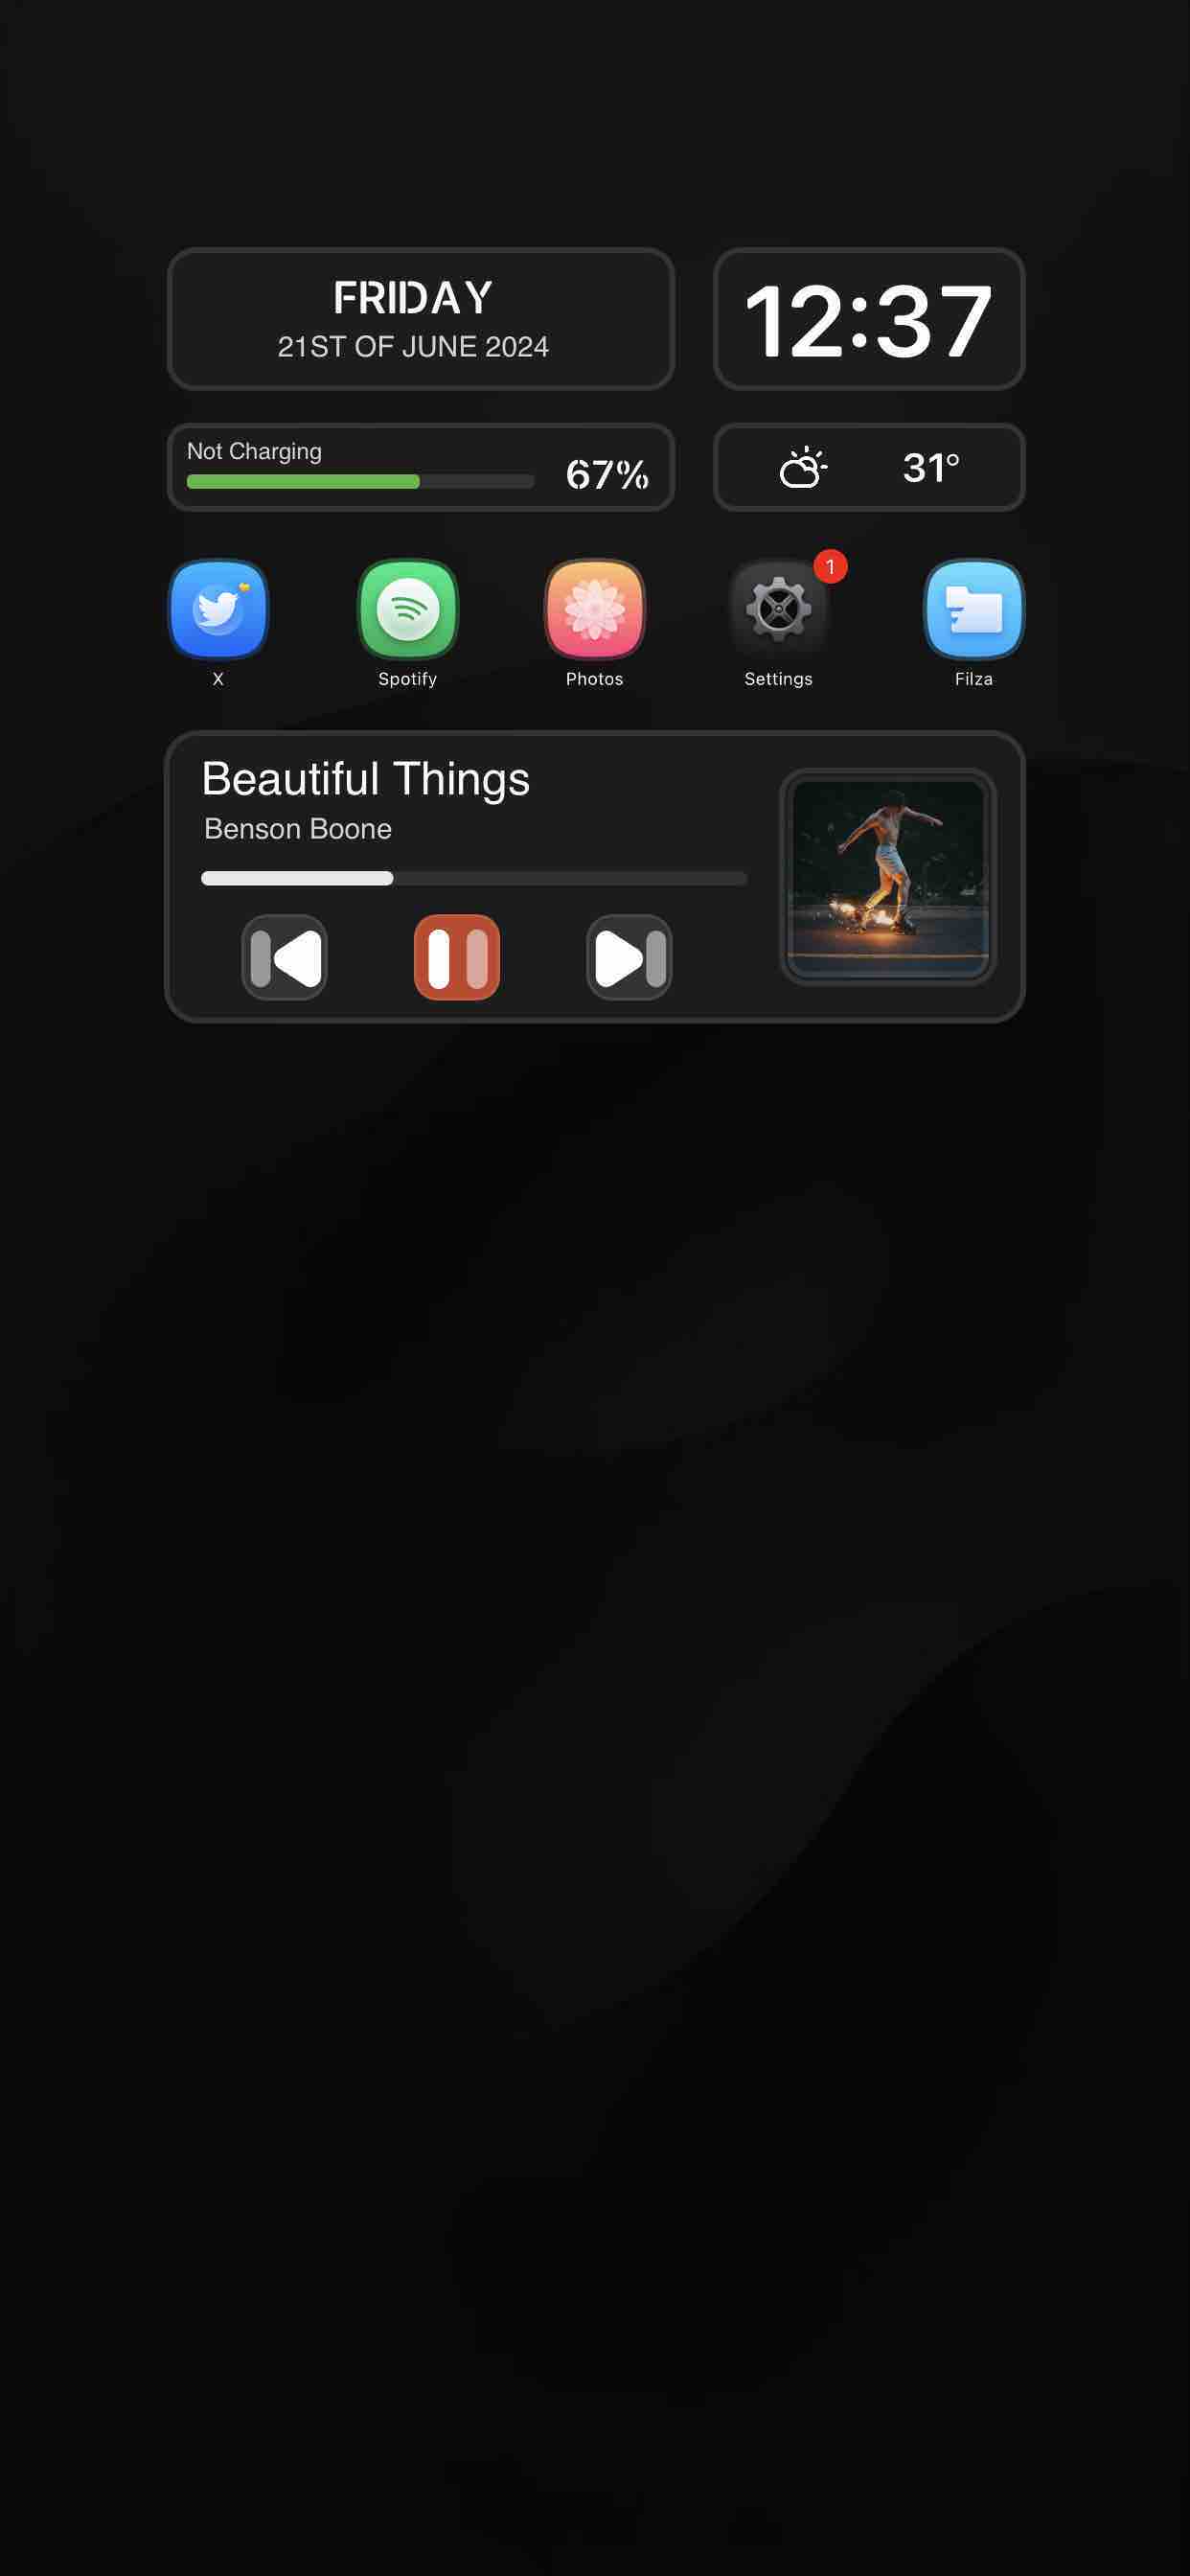 FRIDAY
21ST OF JUNE 2024
12:37
Not Charging
67%
31°
1
X
Spotify
Photos
Settings
Filza
Beautiful Things
Benson Boone